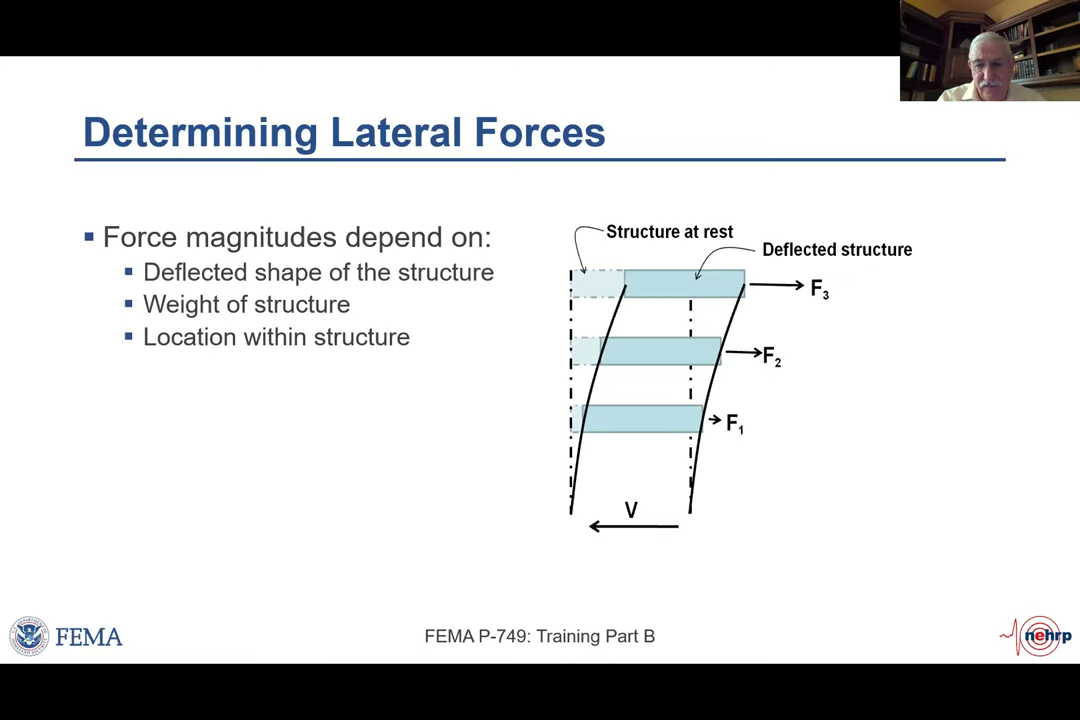 Determining Lateral Forces
Force magnitudes depend on:
Deflected shape of the structure
Weight of structure
Location within structure
Structure at rest
Deflected structure
F3
F2
F1
V
FEMA
FEMA P-749: Training Part B
nehrp